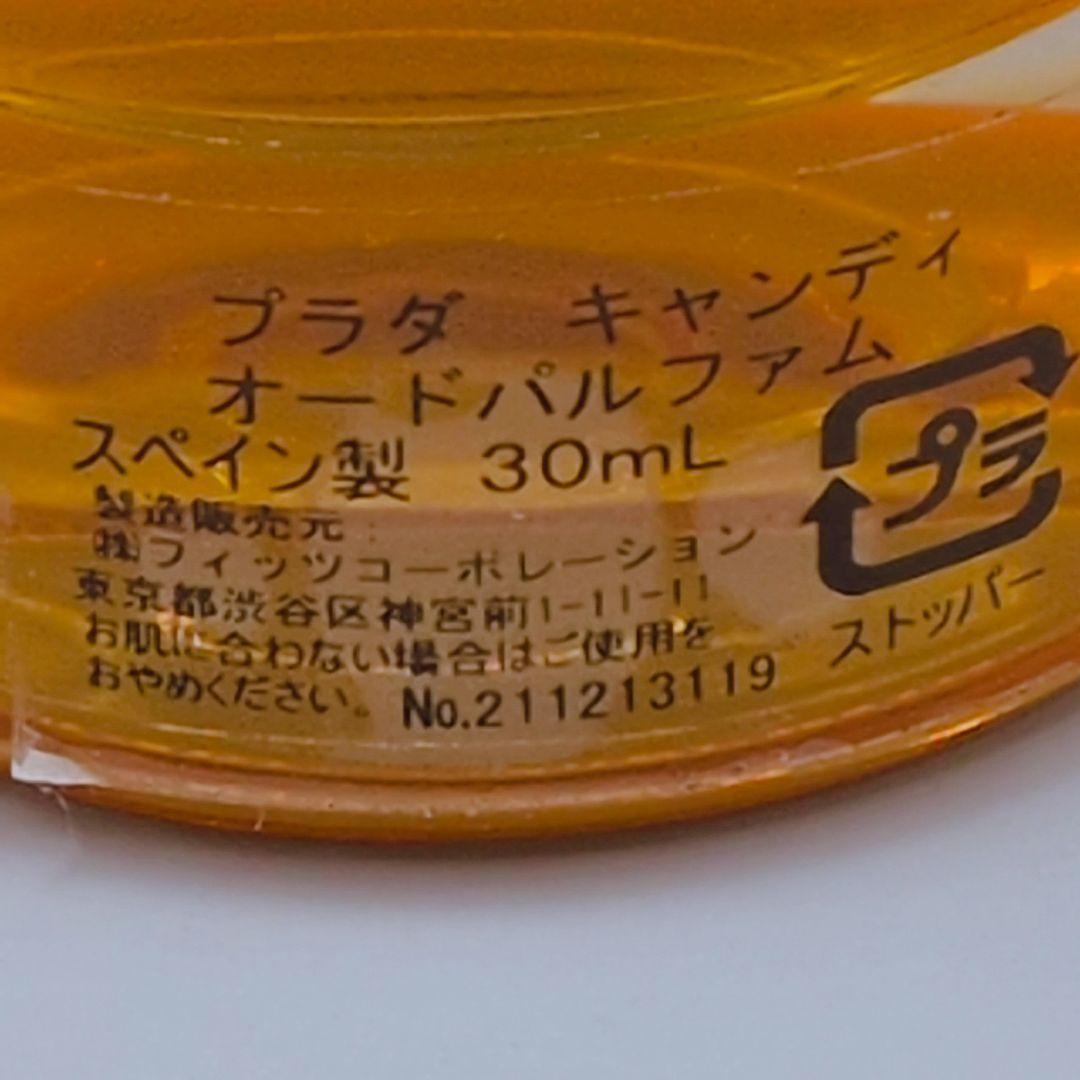 プラダ キャンディ
オードパルファム
スペイン製 30mL
製造販売元:
㈱フィッツコーポレーション
東京都渋谷区神宮前1-11-11
お肌に合わない場合はご使用を
おやめください。 No.211213119
プラ
ストッパー